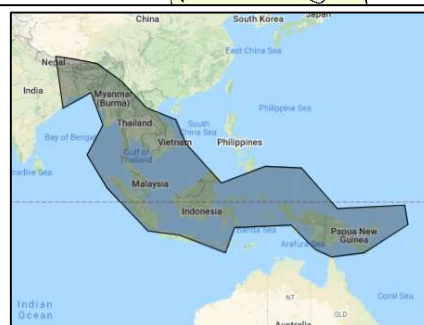 China
South Korea
Japan
East China Sea
Nepal
India
Myanmar
(Burma)
Philippine Sea
Thailand
South
China Sea
Bay of Bengal
Vietnam
Philippines
Gulf of
Thailand
Malaysia
Indonesia
Banda Sea
Papua New
Guinea
Arafura Sea
Coral Sea
Indian
Ocean
NT
QLD
Australia